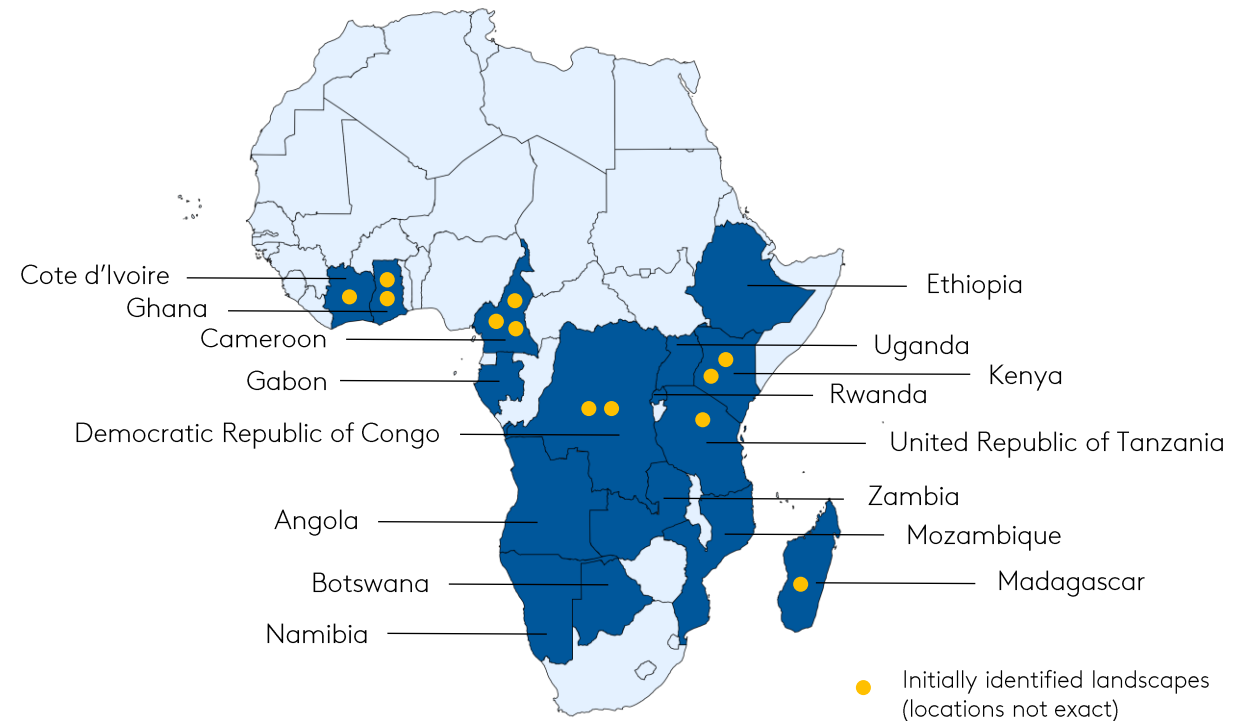 Cote d'Ivoire
Ghana
Cameroon
Gabon
Democratic Republic of Congo
Angola
Botswana
Namibia
Ethiopia
Uganda
Kenya
Rwanda
United Republic of Tanzania
Zambia
Mozambique
Madagascar
Initially identified landscapes
(locations not exact)